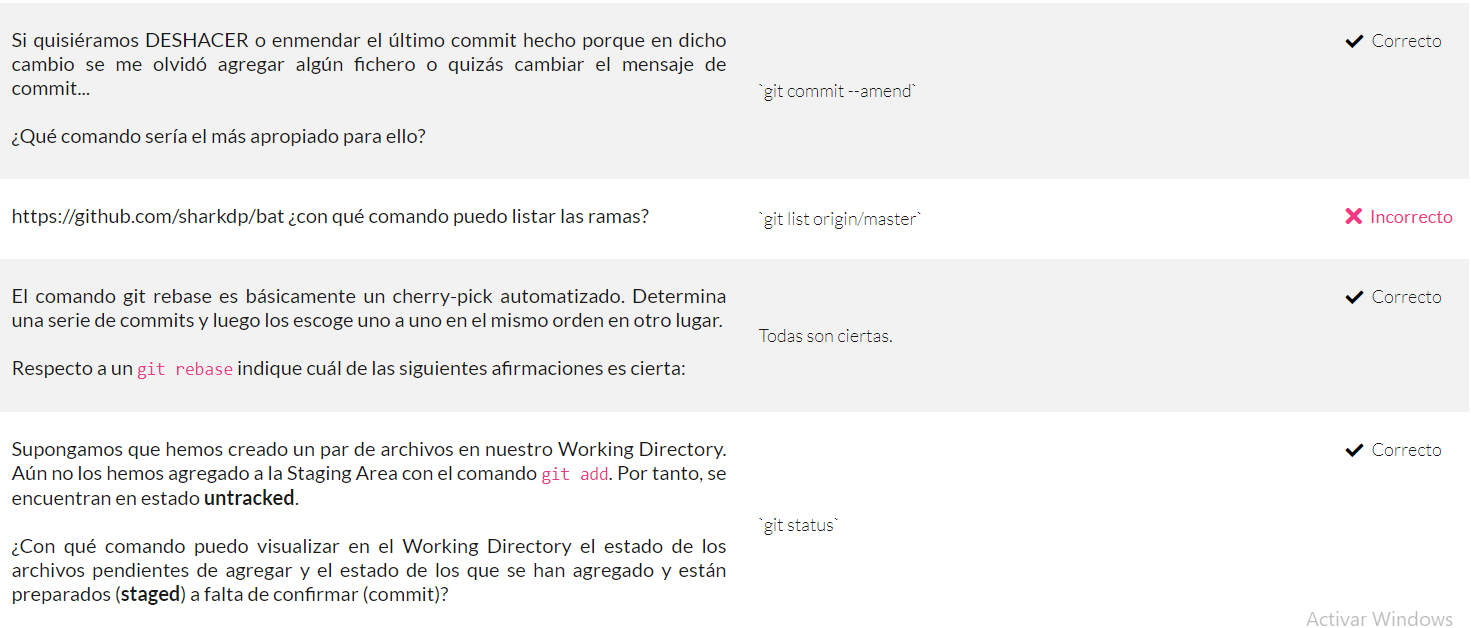 Si quisiéramos DESHACER o enmendar el último commit hecho porque en dicho
cambio se me olvidó agregar algún fichero o quizás cambiar el mensaje de
commit...
¿Qué comando sería el más apropiado para ello?
`git commit --amend`
Correcto
https://github.com/sharkdp/bat ¿con qué comando puedo listar las ramas?
`git list origin/master`
Incorrecto
El comando git rebase es básicamente un cherry-pick automatizado. Determina
una serie de commits y luego los escoge uno a uno en el mismo orden en otro lugar.
Respecto a un git rebase indique cuál de las siguientes afirmaciones es cierta:
Todas son ciertas.
Correcto
Supongamos que hemos creado un par de archivos en nuestro Working Directory.
Aún no los hemos agregado a la Staging Area con el comando git add. Por tanto, se
encuentran en estado untracked.
¿Con qué comando puedo visualizar en el Working Directory el estado de los
archivos pendientes de agregar y el estado de los que se han agregado y están
preparados (staged) a falta de confirmar (commit)?
`git status`
Correcto
Activar Windows